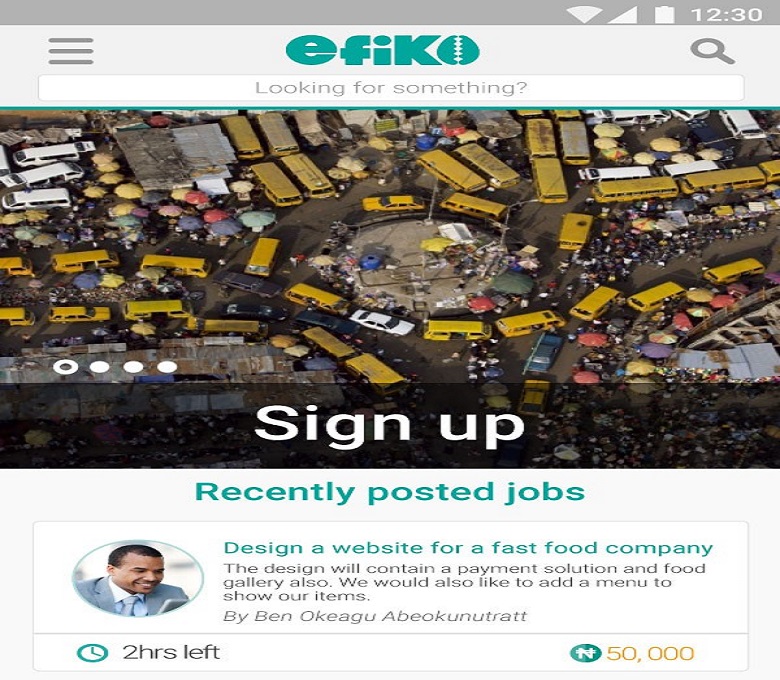 12:30
efiko
Looking for something?
Sign up
Recently posted jobs
Design a website for a fast food company
The design will contain a payment solution and food
gallery also. We would also like to add a menu to
show our items.
By Ben Okeagu Abeokunutratt
2hrs left
₦ 50, 000